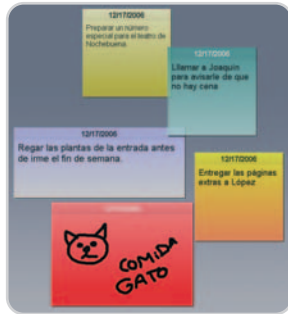 12/17/2006
Preparar un número
especial para el teatro de
Nochebuena.
12/17/2006
Llamar a Joaquín
para avisarle de que
no hay cena
12/17/2006
Regar las plantas de la entrada antes
de irme el fin de semana.
12/17/2006
Entregar las páginas
extras a López
COMIDA
GATO